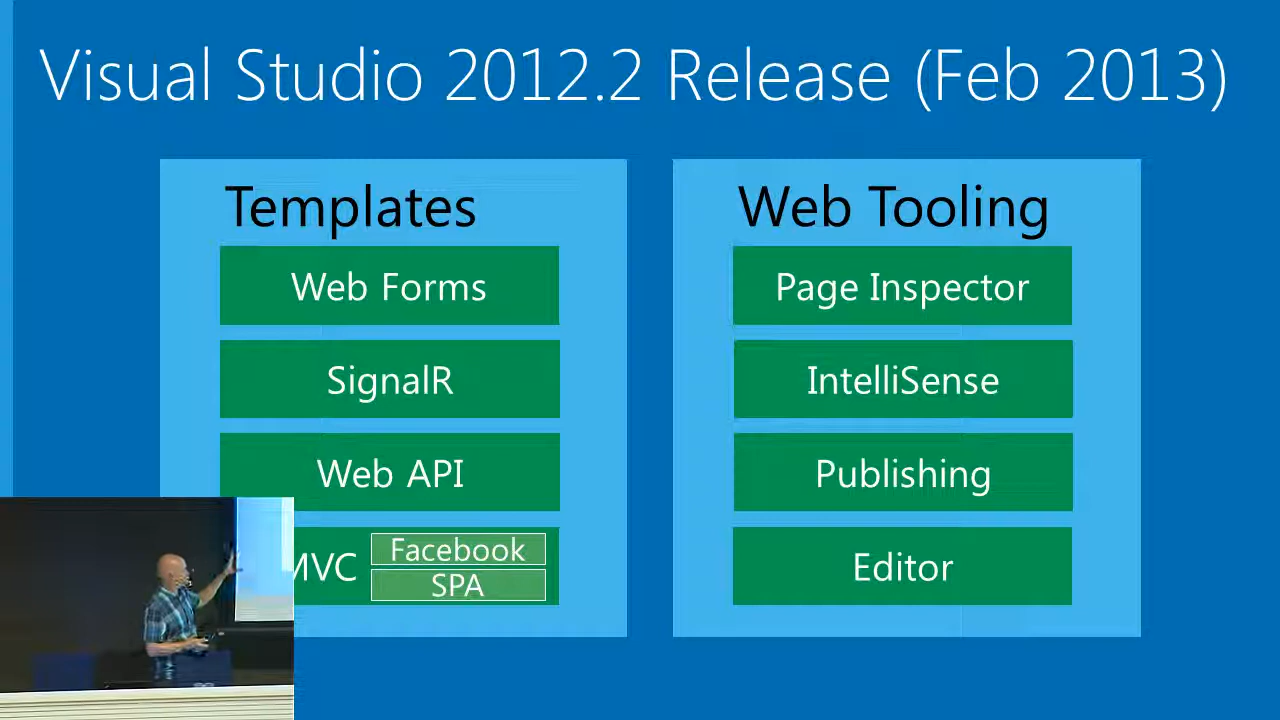 Visual Studio 2012.2 Release (Feb 2013)
Templates
Web Forms
SignalR
Web API
MVC
Facebook
SPA
Web Tooling
Page Inspector
IntelliSense
Publishing
Editor